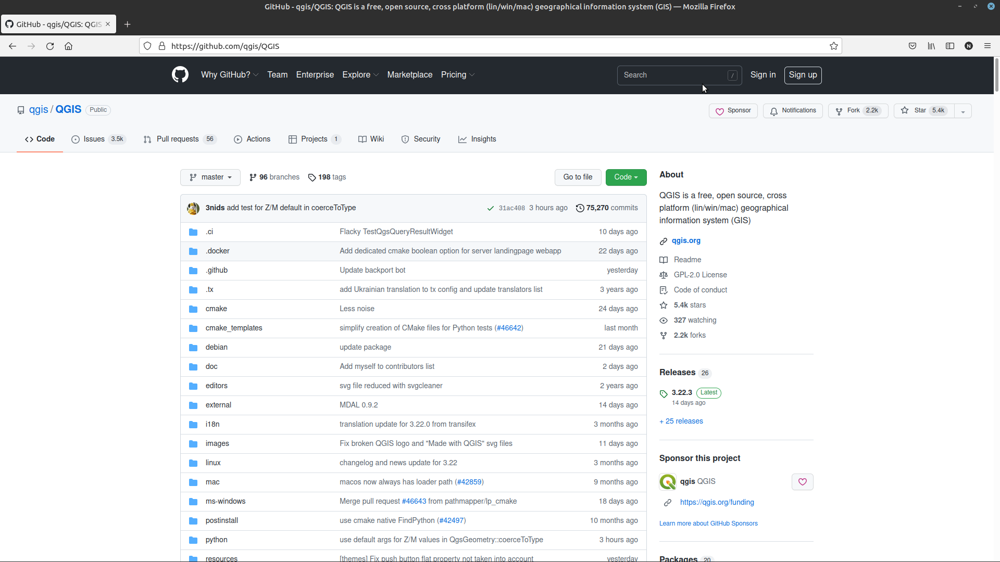 GitHub - qgis/QGIS: QGIS is a free, open source, cross platform (lin/win/mac) geographical information system (GIS) — Mozilla Firefox
GitHub - qgis/QGIS: QGIS
https://github.com/qgis/QGIS
N
Why GitHub? Team Enterprise Explore Marketplace Pricing
Search /
Sign in Sign up
qgis / QGIS Public
Sponsor Notifications Fork 2.2k Star 5.4k
Code Issues 3.5k Pull requests 56 Actions Projects 1 Wiki Security Insights
master 96 branches 198 tags Go to file Code
3nids add test for Z/M default in coerceToType 31ac408 3 hours ago 75,270 commits
.ci Flacky TestQgsQueryResultWidget 10 days ago
.docker Add dedicated cmake boolean option for server landingpage webapp 22 days ago
.github Update backport bot yesterday
.tx add Ukrainian translation to tx config and update translators list 3 years ago
cmake Less noise 24 days ago
cmake_templates simplify creation of CMake files for Python tests (#46642) last month
debian update package 21 days ago
doc Add myself to contributors list 2 days ago
editors svg file reduced with svgcleaner 2 years ago
external MDAL 0.9.2 14 days ago
i18n translation update for 3.22.0 from transifex 3 months ago
images Fix broken QGIS logo and "Made with QGIS" svg files 11 days ago
linux changelog and news update for 3.22 3 months ago
mac macos now always has loader path (#42859) 9 months ago
ms-windows Merge pull request #46643 from pathmapper/lp_cmake 18 days ago
postinstall use cmake native FindPython (#42497) 10 months ago
python use default args for Z/M values in QgsGeometry::coerceToType 3 hours ago
resources [themes] Fix push button flat property not taken into account yesterday
About
QGIS is a free, open source, cross
platform (lin/win/mac) geographical
information system (GIS)
qgis.org
Readme
GPL-2.0 License
Code of conduct
5.4k stars
327 watching
2.2k forks
Releases 26
3.22.3 Latest
14 days ago
+ 25 releases
Sponsor this project
qgis QGIS
https://qgis.org/funding
Learn more about GitHub Sponsors
Packages 20